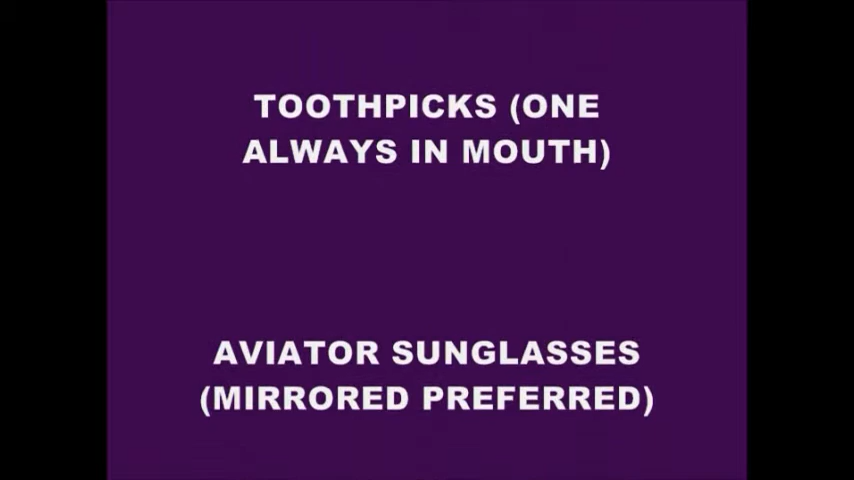 TOOTHPICKS (ONE
ALWAYS IN MOUTH)
AVIATOR SUNGLASSES
(MIRRORED PREFERRED)